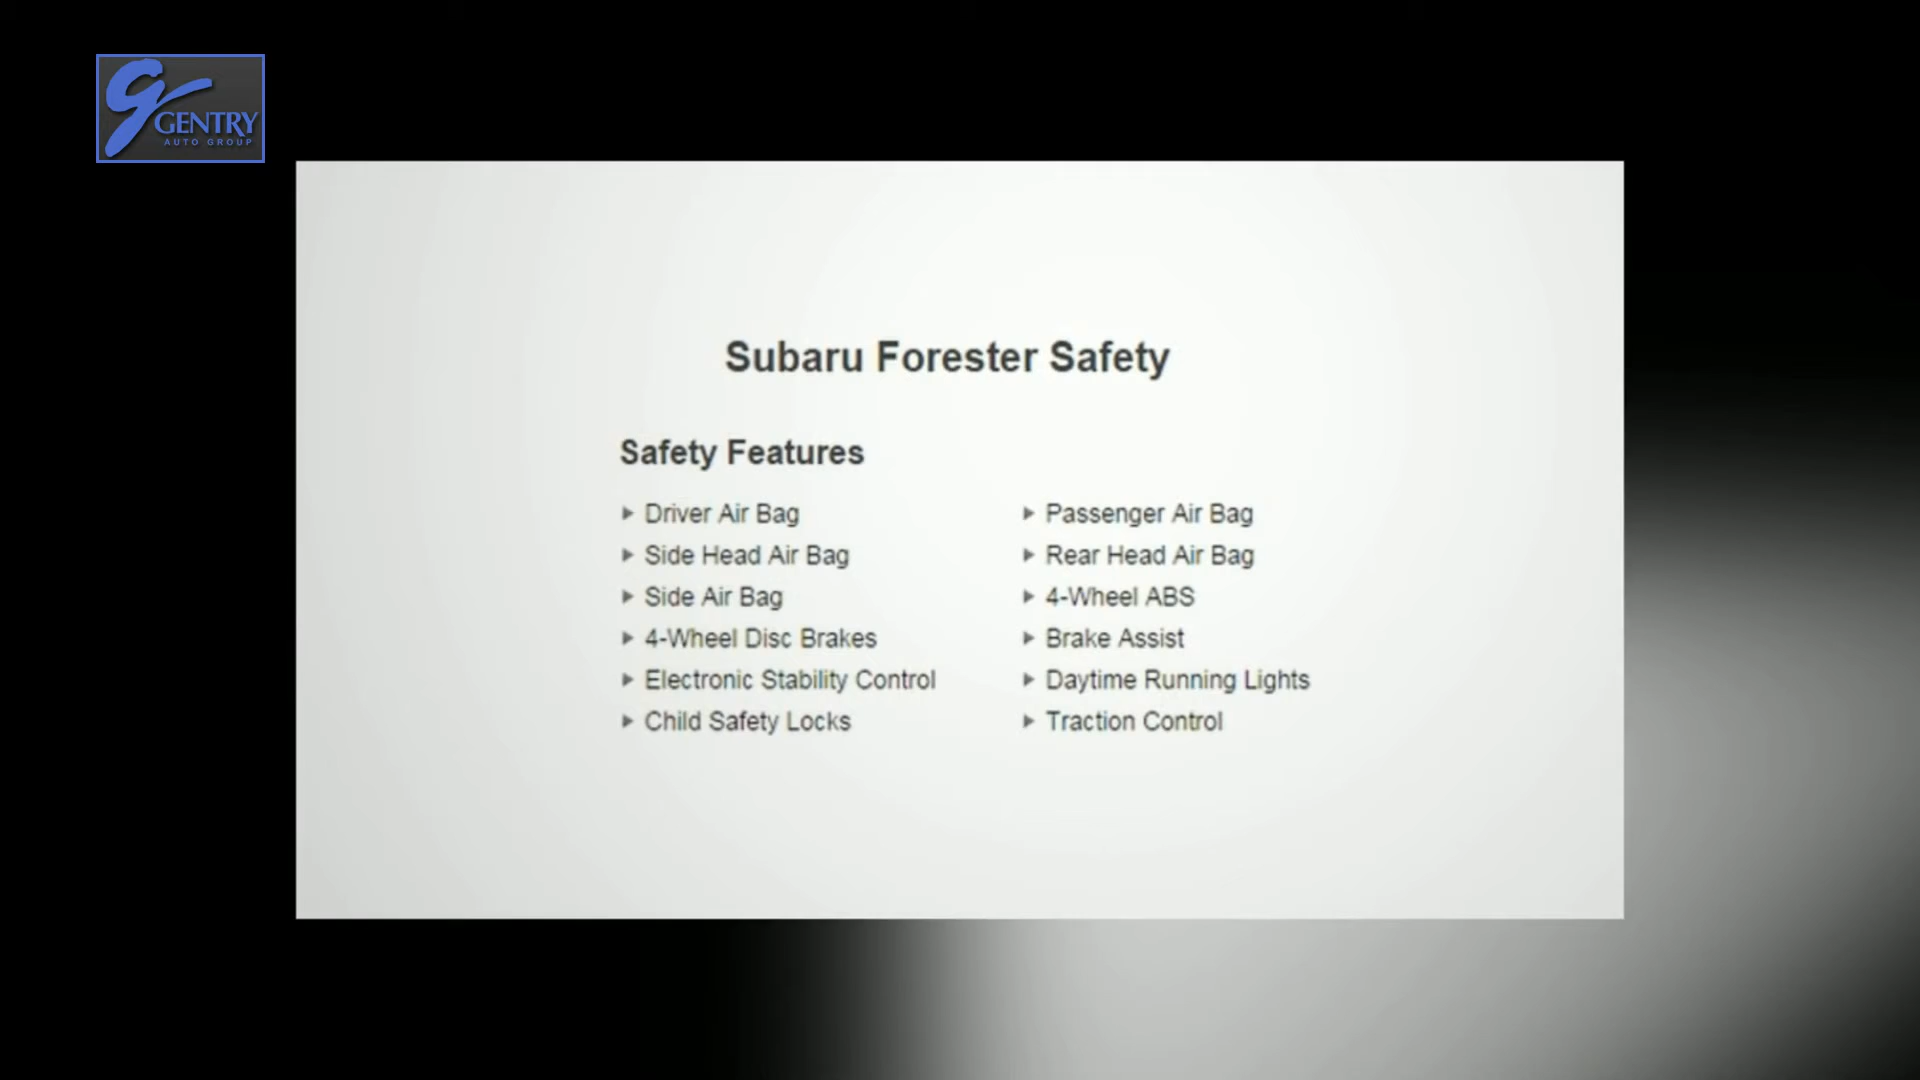 GENTRY
AUTO GROUP
Subaru Forester Safety
Safety Features
Driver Air Bag
Passenger Air Bag
Side Head Air Bag
Rear Head Air Bag
Side Air Bag
4-Wheel ABS
4-Wheel Disc Brakes
Brake Assist
Electronic Stability Control
Daytime Running Lights
Child Safety Locks
Traction Control